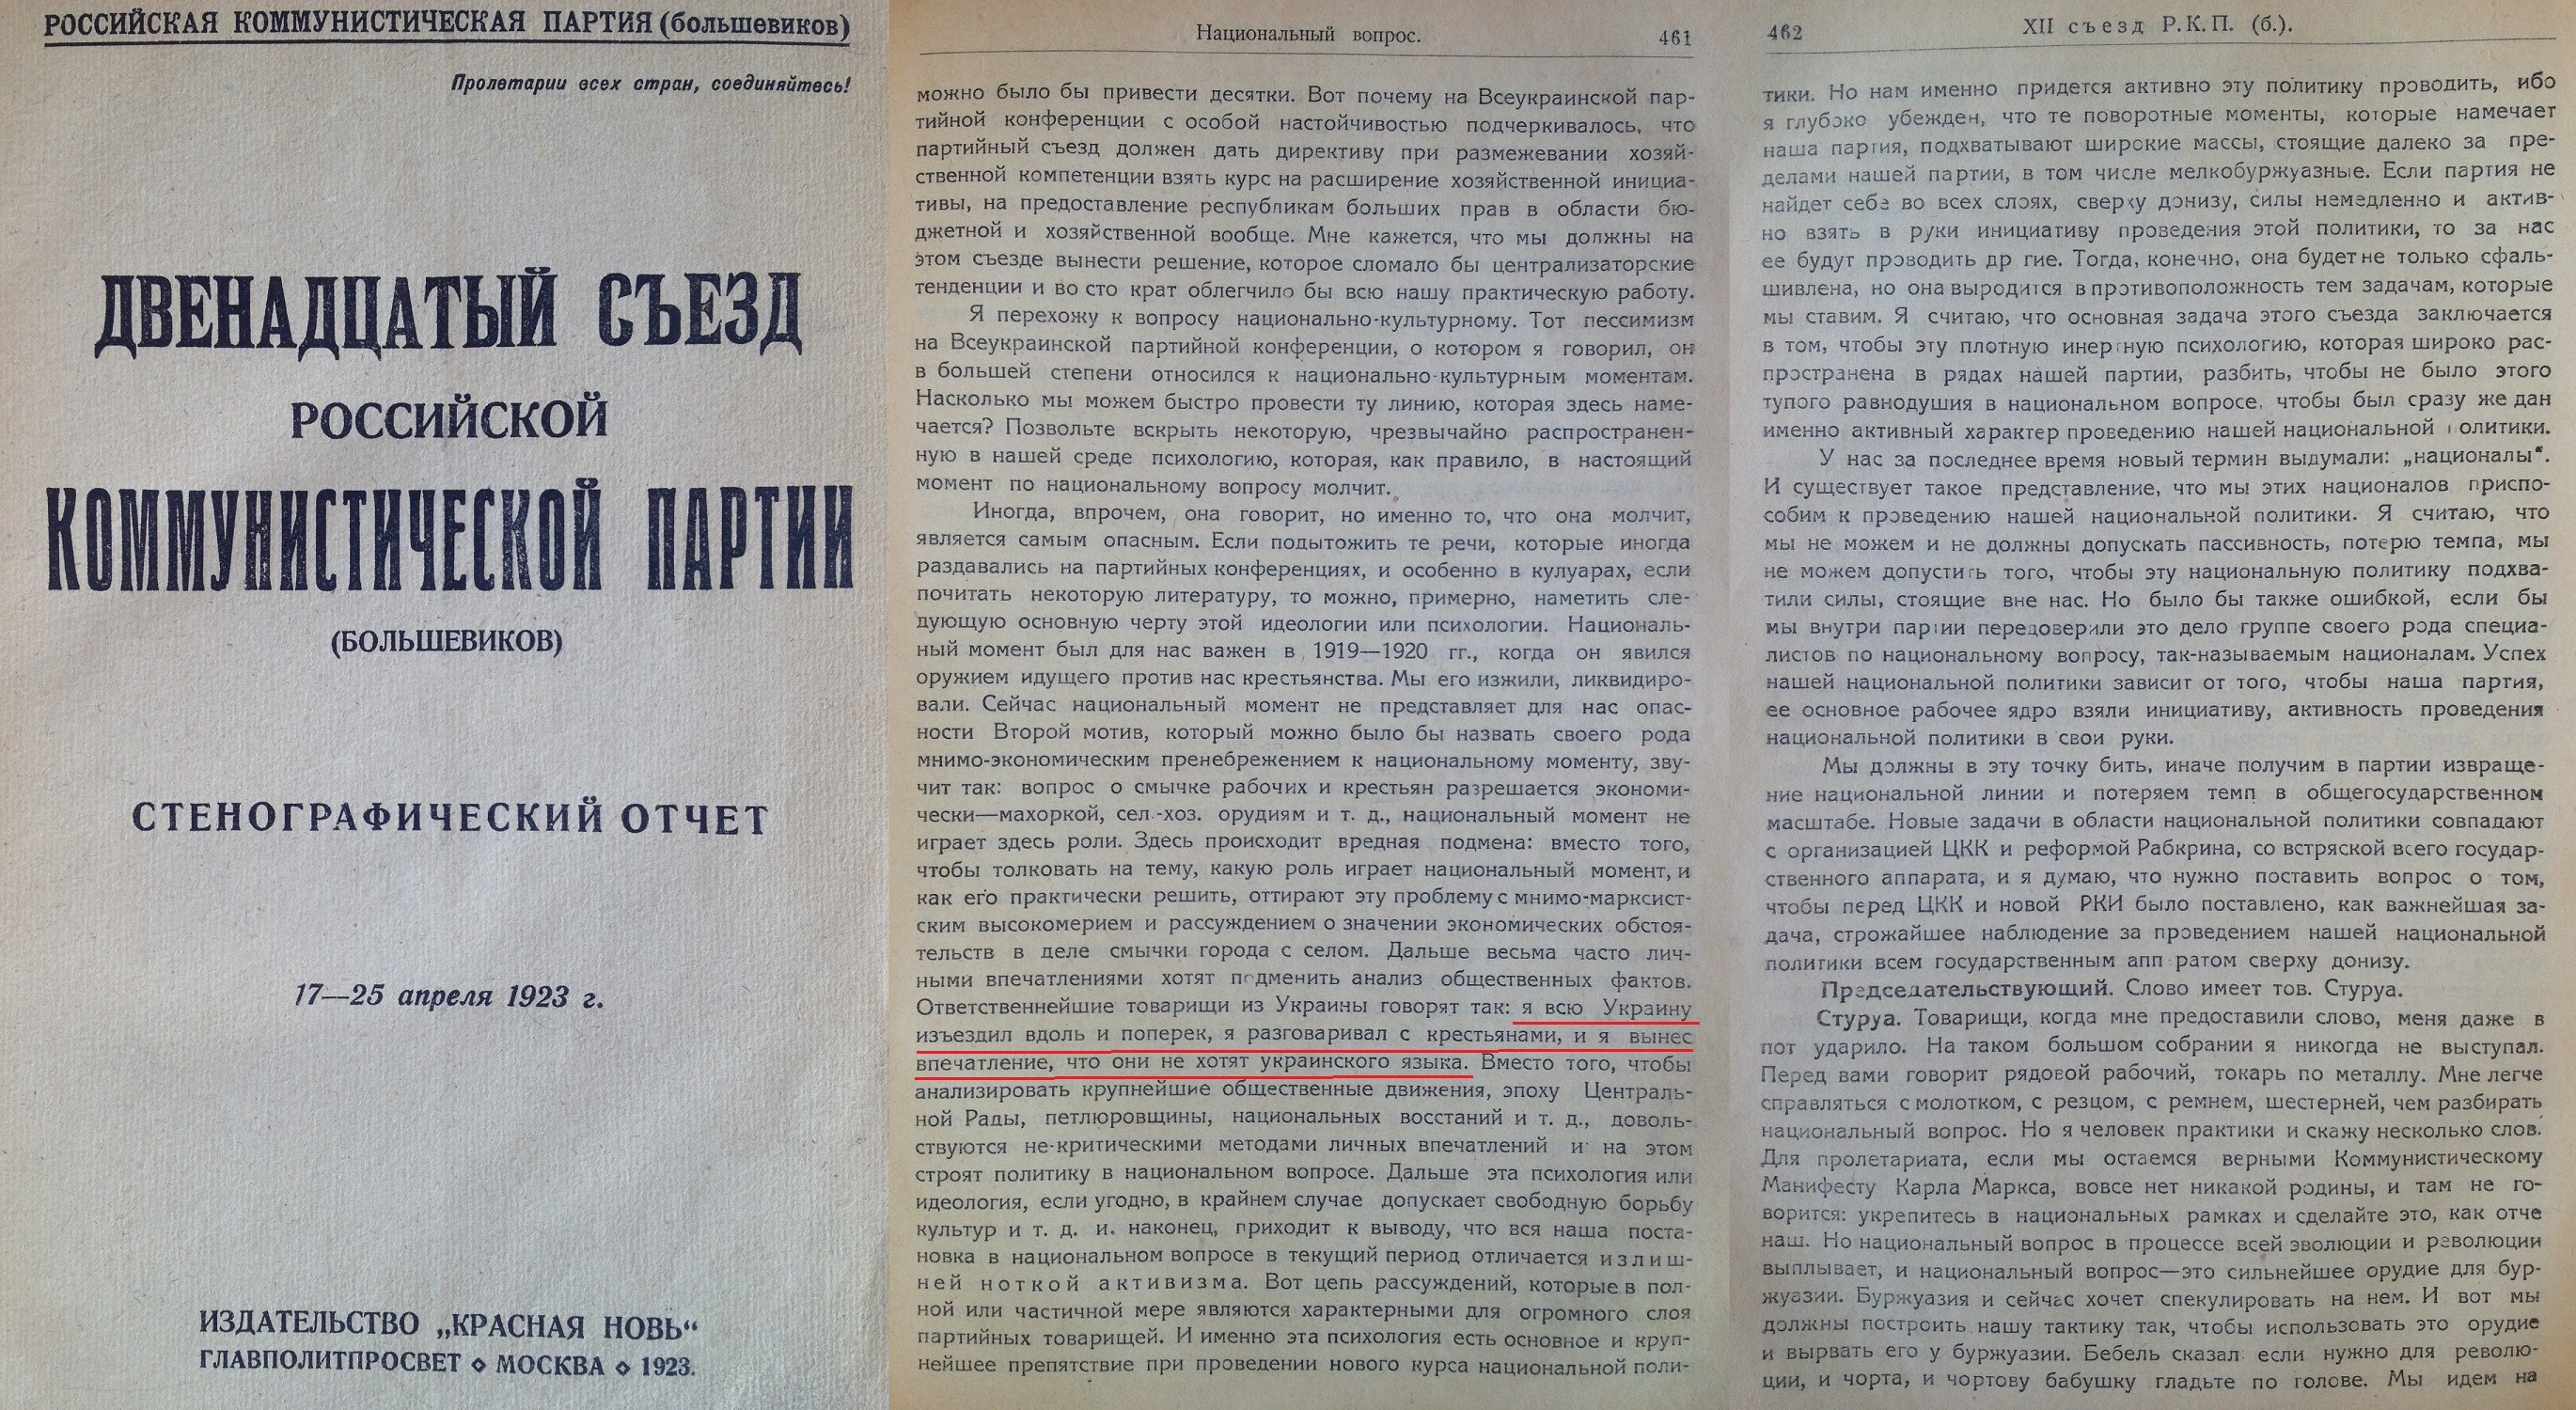 РОССИЙСКАЯ КОММУНИСТИЧЕСКАЯ ПАРТИЯ (большевиков)
Пролетарии всех стран, соединяйтесь!
ДВЕНАДЦАТЫЙ СЪЕЗД
РОССИЙСКОЙ
КОММУНИСТИЧЕСКОЙ ПАРТИИ
(БОЛЬШЕВИКОВ)
СТЕНОГРАФИЧЕСКИЙ ОТЧЕТ
17—25 апреля 1923 г.
ИЗДАТЕЛЬСТВО „КРАСНАЯ НОВЬ“
ГЛАВПОЛИТПРОСВЕТ ⋄ МОСКВА ⋄ 1923.
Национальный вопрос. 461
можно было бы привести десятки. Вот почему на Всеукраинской пар-
тийной конференции с особой настойчивостью подчеркивалось, что
партийный съезд должен дать директиву при размежевании хозяй-
ственной компетенции взять курс на расширение хозяйственной инициа-
тивы, на предоставление республикам больших прав в области бю-
джетной и хозяйственной вообще. Мне кажется, что мы должны на
этом съезде вынести решение, которое сломало бы централизаторские
тенденции и во сто крат облегчило бы всю нашу практическую работу.
Я перехожу к вопросу национально-культурному. Тот пессимизм
на Всеукраинской партийной конференции, о котором я говорил, он
в большей степени относился к национально-культурным моментам.
Насколько мы можем быстро провести ту линию, которая здесь наме-
чается? Позвольте вскрыть некоторую, чрезвычайно распространен-
ную в нашей среде психологию, которая, как правило, в настоящий
момент по национальному вопросу молчит.
Иногда, впрочем, она говорит, но именно то, что она молчит,
является самым опасным. Если подытожить те речи, которые иногда
раздавались на партийных конференциях, и особенно в кулуарах, если
почитать некоторую литературу, то можно, примерно, наметить сле-
дующую основную черту этой идеологии или психологии. Националь-
ный момент был для нас важен в 1919—1920 гг., когда он явился
оружием идущего против нас крестьянства. Мы его изжили, ликвидиро-
вали. Сейчас национальный момент не представляет для нас опас-
ности Второй мотив, который можно было бы назвать своего рода
мнимо-экономическим пренебрежением к национальному моменту, зву-
чит так: вопрос о смычке рабочих и крестьян разрешается экономи-
чески—махоркой, сел.-хоз. орудиям и т. д., национальный момент не
играет здесь роли. Здесь происходит вредная подмена: вместо того,
чтобы толковать на тему, какую роль играет национальный момент, и
как его практически решить, оттирают эту проблему с мнимо-марксист-
ским высокомерием и рассуждением о значении экономических обстоя-
тельств в деле смычки города с селом. Дальше весьма часто лич-
ными впечатлениями хотят подменить анализ общественных фактов.
Ответственнейшие товарищи из Украины говорят так: я всю Украину
изъездил вдоль и поперек, я разговаривал с крестьянами, и я вынес
впечатление, что они не хотят украинского языка. Вместо того, чтобы
анализировать крупнейшие общественные движения, эпоху Централь-
ной Рады, петлюровщины, национальных восстаний и т. д., доволь-
ствуются не-критическими методами личных впечатлений и на этом
строят политику в национальном вопросе. Дальше эта психология или
идеология, если угодно, в крайнем случае допускает свободную борьбу
культур и т. д. и. наконец, приходит к выводу, что вся наша поста-
новка в национальном вопросе в текущий период отличается излиш-
ней ноткой активизма. Вот цепь рассуждений, которые в пол-
ной или частичной мере являются характерными для огромного слоя
партийных товарищей. И именно эта психология есть основное и круп-
нейшее препятствие при проведении нового курса национальной поли-
462 XII съезд Р.К.П. (б.).
тики. Но нам именно придется активно эту политику проводить, ибо
я глубоко убежден, что те поворотные моменты, которые намечает
наша партия, подхватывают широкие массы, стоящие далеко за пре-
делами нашей партии, в том числе мелкобуржуазные. Если партия не
найдет себе во всех слоях, сверху донизу, силы немедленно и актив-
но взять в руки инициативу проведения этой политики, то за нас
ее будут проводить др гие. Тогда, конечно, она будет не только сфаль-
шивлена, но она выродится в противоположность тем задачам, которые
мы ставим. Я считаю, что основная задача этого съезда заключается
в том, чтобы эту плотную инертную психологию, которая широко рас-
пространена в рядах нашей партии, разбить, чтобы не было этого
тупого равнодушия в национальном вопросе, чтобы был сразу же дан
именно активный характер проведению нашей национальной олитики.
У нас за последнее время новый термин выдумали: „националы“.
И существует такое представление, что мы этих националов приспо-
собим к проведению нашей национальной политики. Я считаю, что
мы не можем и не должны допускать пассивность, потерю темпа, мы
не можем допустить того, чтобы эту национальную политику подхва-
тили силы, стоящие вне нас. Но было бы также ошибкой, если бы
мы внутри партии передоверили это дело группе своего рода специа-
листов по национальному вопросу, так-называемым националам. Успех
нашей национальной политики зависит от того, чтобы наша партия,
ее основное рабочее ядро взяли инициативу, активность проведения
национальной политики в свои руки.
Мы должны в эту точку бить, иначе получим в партии извраще-
ние национальной линии и потеряем темп в общегосударственном
масштабе. Новые задачи в области национальной политики совпадают
с организацией ЦКК и реформой Рабкрина, со встряской всего государ-
ственного аппарата, и я думаю, что нужно поставить вопрос о том,
чтобы перед ЦКК и новой РКИ было поставлено, как важнейшая за-
дача, строжайшее наблюдение за проведением нашей национальной
политики всем государственным апп ратом сверху донизу.
Председательствующий. Слово имеет тов. Стуруа.
Стуруа. Товарищи, когда мне предоставили слово, меня даже в
пот ударило. На таком большом собрании я никогда не выступал.
Перед вами говорит рядовой рабочий, токарь по металлу. Мне легче
справляться с молотком, с резцом, с ремнем, шестерней, чем разбирать
национальный вопрос. Но я человек практики и скажу несколько слов.
Для пролетариата, если мы остаемся верными Коммунистическому
Манифесту Карла Маркса, вовсе нет никакой родины, и там не го-
ворится: укрепитесь в национальных рамках и сделайте это, как отче
наш. Но национальный вопрос в процессе всей эволюции и революции
выплывает, и национальный вопрос—это сильнейшее орудие для бур-
жуазии. Буржуазия и сейчас хочет спекулировать на нем. И вот мы
должны построить нашу тактику так, чтобы использовать это орудие
и вырвать его у буржуазии. Бебель сказал если нужно для револю-
ции, и чорта, и чортову бабушку гладьте по голове. Мы идем на